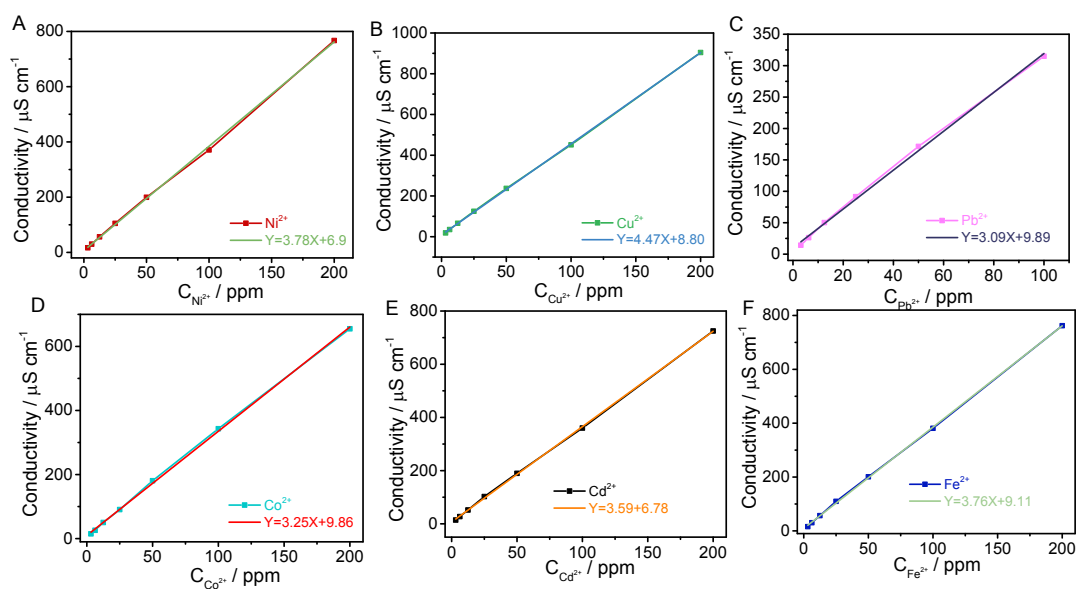 A
Conductivity / μS cm⁻¹
800
600
400
200
0
0 50 100 150 200
C Ni²⁺ / ppm
Ni²⁺
Y=3.78X+6.9
B
Conductivity / μS cm⁻¹
1000
800
600
400
200
0
0 50 100 150 200
C Cu²⁺ / ppm
Cu²⁺
Y=4.47X+8.80
C
Conductivity / μS cm⁻¹
350
300
250
200
150
100
50
0
0 20 40 60 80 100
C Pb²⁺ / ppm
Pb²⁺
Y=3.09X+9.89
D
Conductivity / μS cm⁻¹
600
400
200
0
0 50 100 150 200
C Co²⁺ / ppm
Co²⁺
Y=3.25X+9.86
E
Conductivity / μS cm⁻¹
800
600
400
200
0
0 50 100 150 200
C Cd²⁺ / ppm
Cd²⁺
Y=3.59+6.78
F
Conductivity / μS cm⁻¹
800
600
400
200
0
0 50 100 150 200
C Fe²⁺ / ppm
Fe²⁺
Y=3.76X+9.11